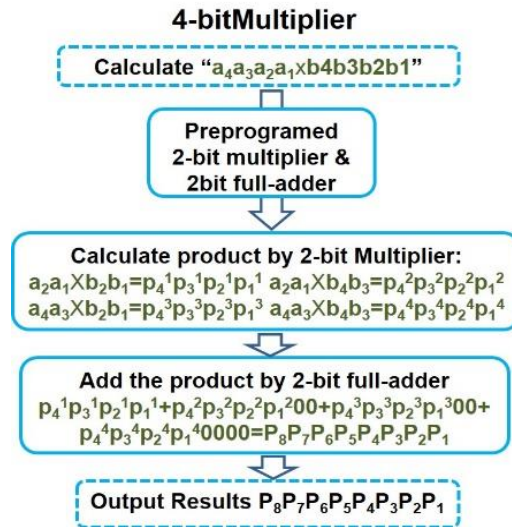 4-bitMultiplier
Calculate “a₄a₃a₂a₁xb4b3b2b1”
Preprogramed
2-bit multiplier &
2bit full-adder
Calculate product by 2-bit Multiplier:
a₂a₁Xb₂b₁=p₄¹p₃¹p₂¹p₁¹ a₂a₁Xb₄b₃=p₄²p₃²p₂²p₁²
a₄a₃Xb₂b₁=p₄³p₃³p₂³p₁³ a₄a₃Xb₄b₃=p₄⁴p₃⁴p₂⁴p₁⁴
Add the product by 2-bit full-adder
p₄¹p₃¹p₂¹p₁¹+p₄²p₃²p₂²p₁²00+p₄³p₃³p₂³p₁³00+
p₄⁴p₃⁴p₂⁴p₁⁴0000=P₈P₇P₆P₅P₄P₃P₂P₁
Output Results P₈P₇P₆P₅P₄P₃P₂P₁